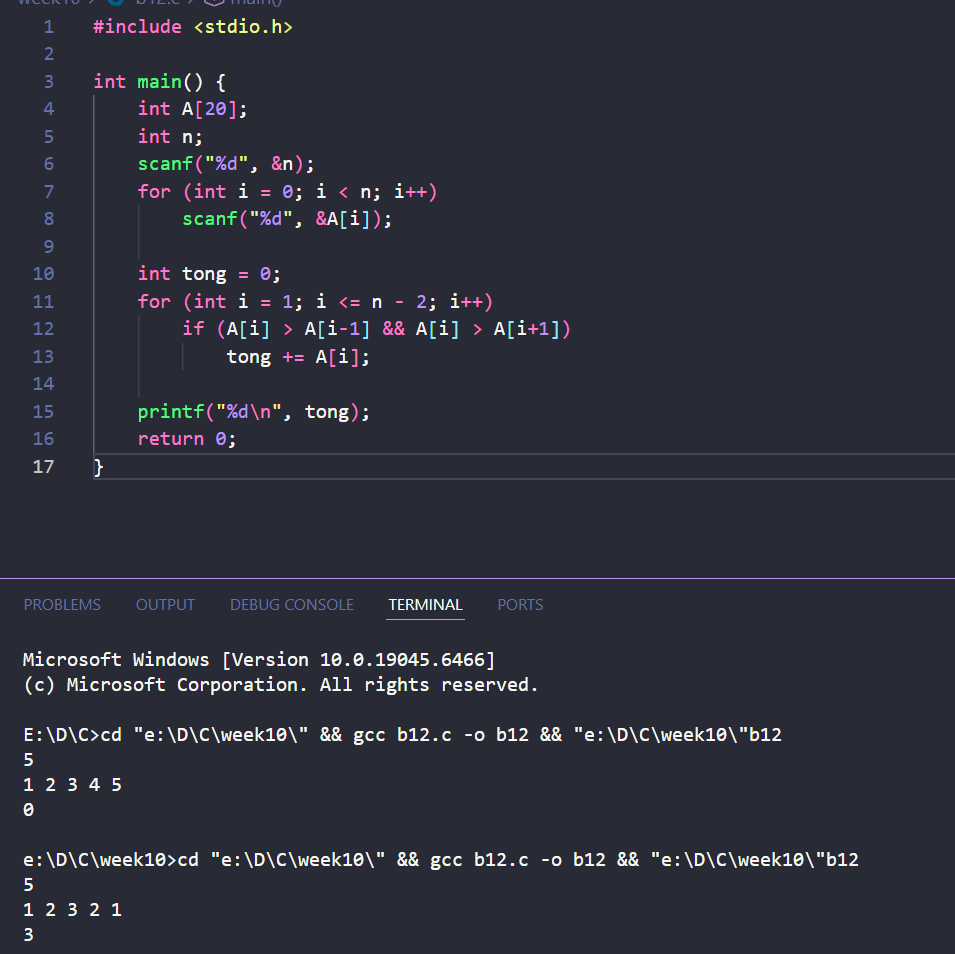 week10 > b12.c > main()
1 #include <stdio.h>
2
3 int main() {
4     int A[20];
5     int n;
6     scanf("%d", &n);
7     for (int i = 0; i < n; i++)
8         scanf("%d", &A[i]);
9
10     int tong = 0;
11     for (int i = 1; i <= n - 2; i++)
12         if (A[i] > A[i-1] && A[i] > A[i+1])
13             tong += A[i];
14
15     printf("%d\n", tong);
16     return 0;
17 }
PROBLEMS OUTPUT DEBUG CONSOLE TERMINAL PORTS
Microsoft Windows [Version 10.0.19045.6466]
(c) Microsoft Corporation. All rights reserved.
E:\D\C>cd "e:\D\C\week10\" && gcc b12.c -o b12 && "e:\D\C\week10\"b12
5
1 2 3 4 5
0
e:\D\C\week10>cd "e:\D\C\week10\" && gcc b12.c -o b12 && "e:\D\C\week10\"b12
5
1 2 3 2 1
3